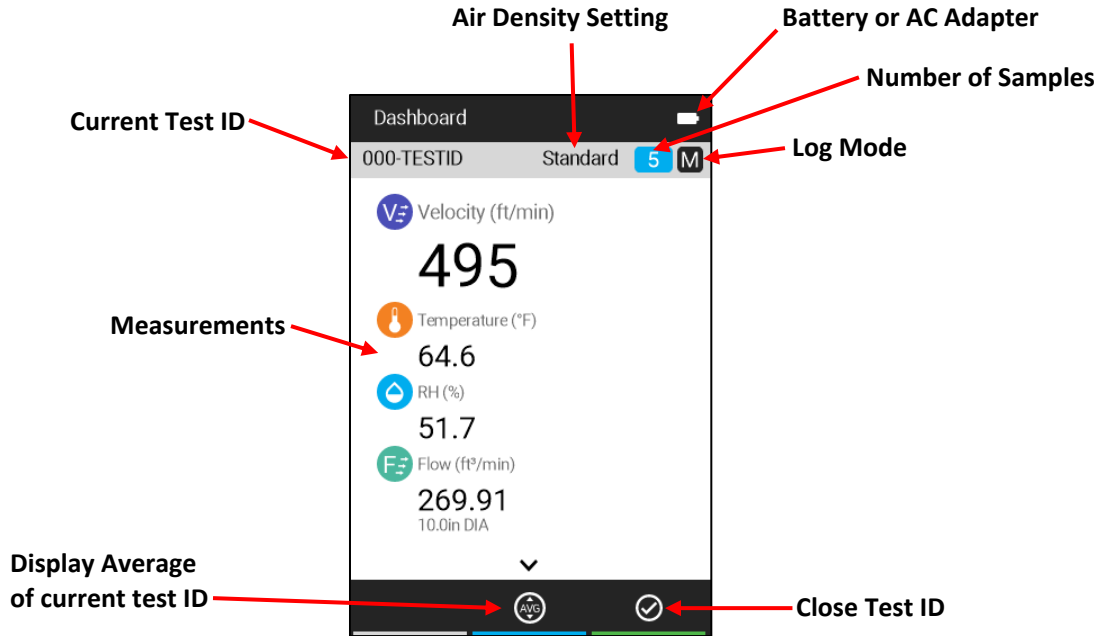 Air Density Setting
Battery or AC Adapter
Number of Samples
Current Test ID
Dashboard
Log Mode
000-TESTID Standard 5 M
V Velocity (ft/min)
495
Measurements
Temperature (°F)
64.6
RH (%)
51.7
F Flow (ft³/min)
269.91
10.0in DIA
Display Average
of current test ID
AVG
Close Test ID